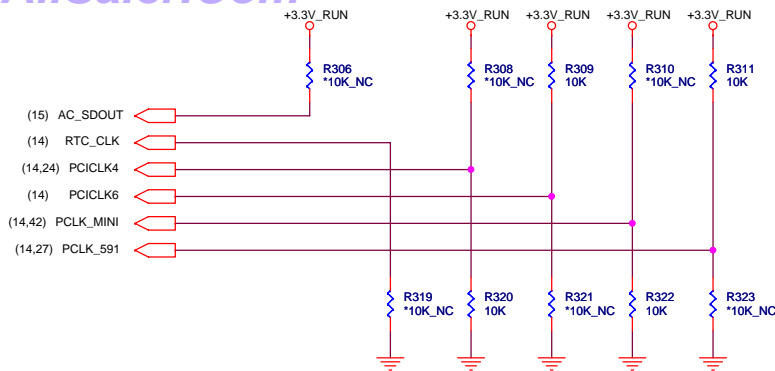 +3.3V_RUN +3.3V_RUN +3.3V_RUN +3.3V_RUN +3.3V_RUN
R306
*10K_NC
R308
*10K_NC
R309
10K
R310
*10K_NC
R311
10K
(15) AC_SDOUT
(14) RTC_CLK
(14,24) PCICLK4
(14) PCICLK6
(14,42) PCLK_MINI
(14,27) PCLK_591
R319
*10K_NC
R320
10K
R321
*10K_NC
R322
10K
R323
*10K_NC